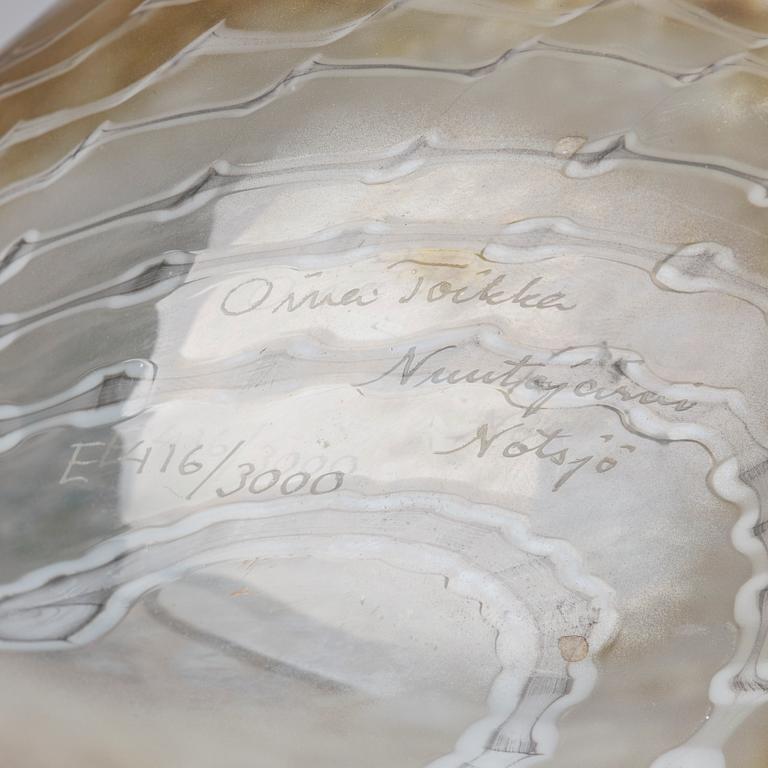 Oiva Toikka
Nuutajärvi
Notsjö
EL416/3000